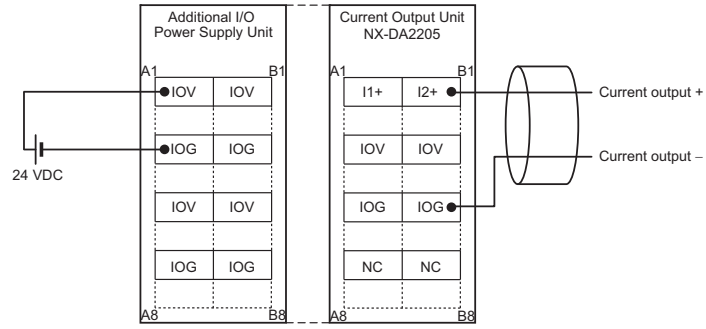 Additional I/O
Power Supply Unit
Current Output Unit
NX-DA2205
A1 B1 A1 B1
IOV IOV I1+ I2+ Current output +
IOG IOG IOV IOV Current output –
24 VDC
IOV IOV IOG IOG
IOG IOG NC NC
A8 B8 A8 B8